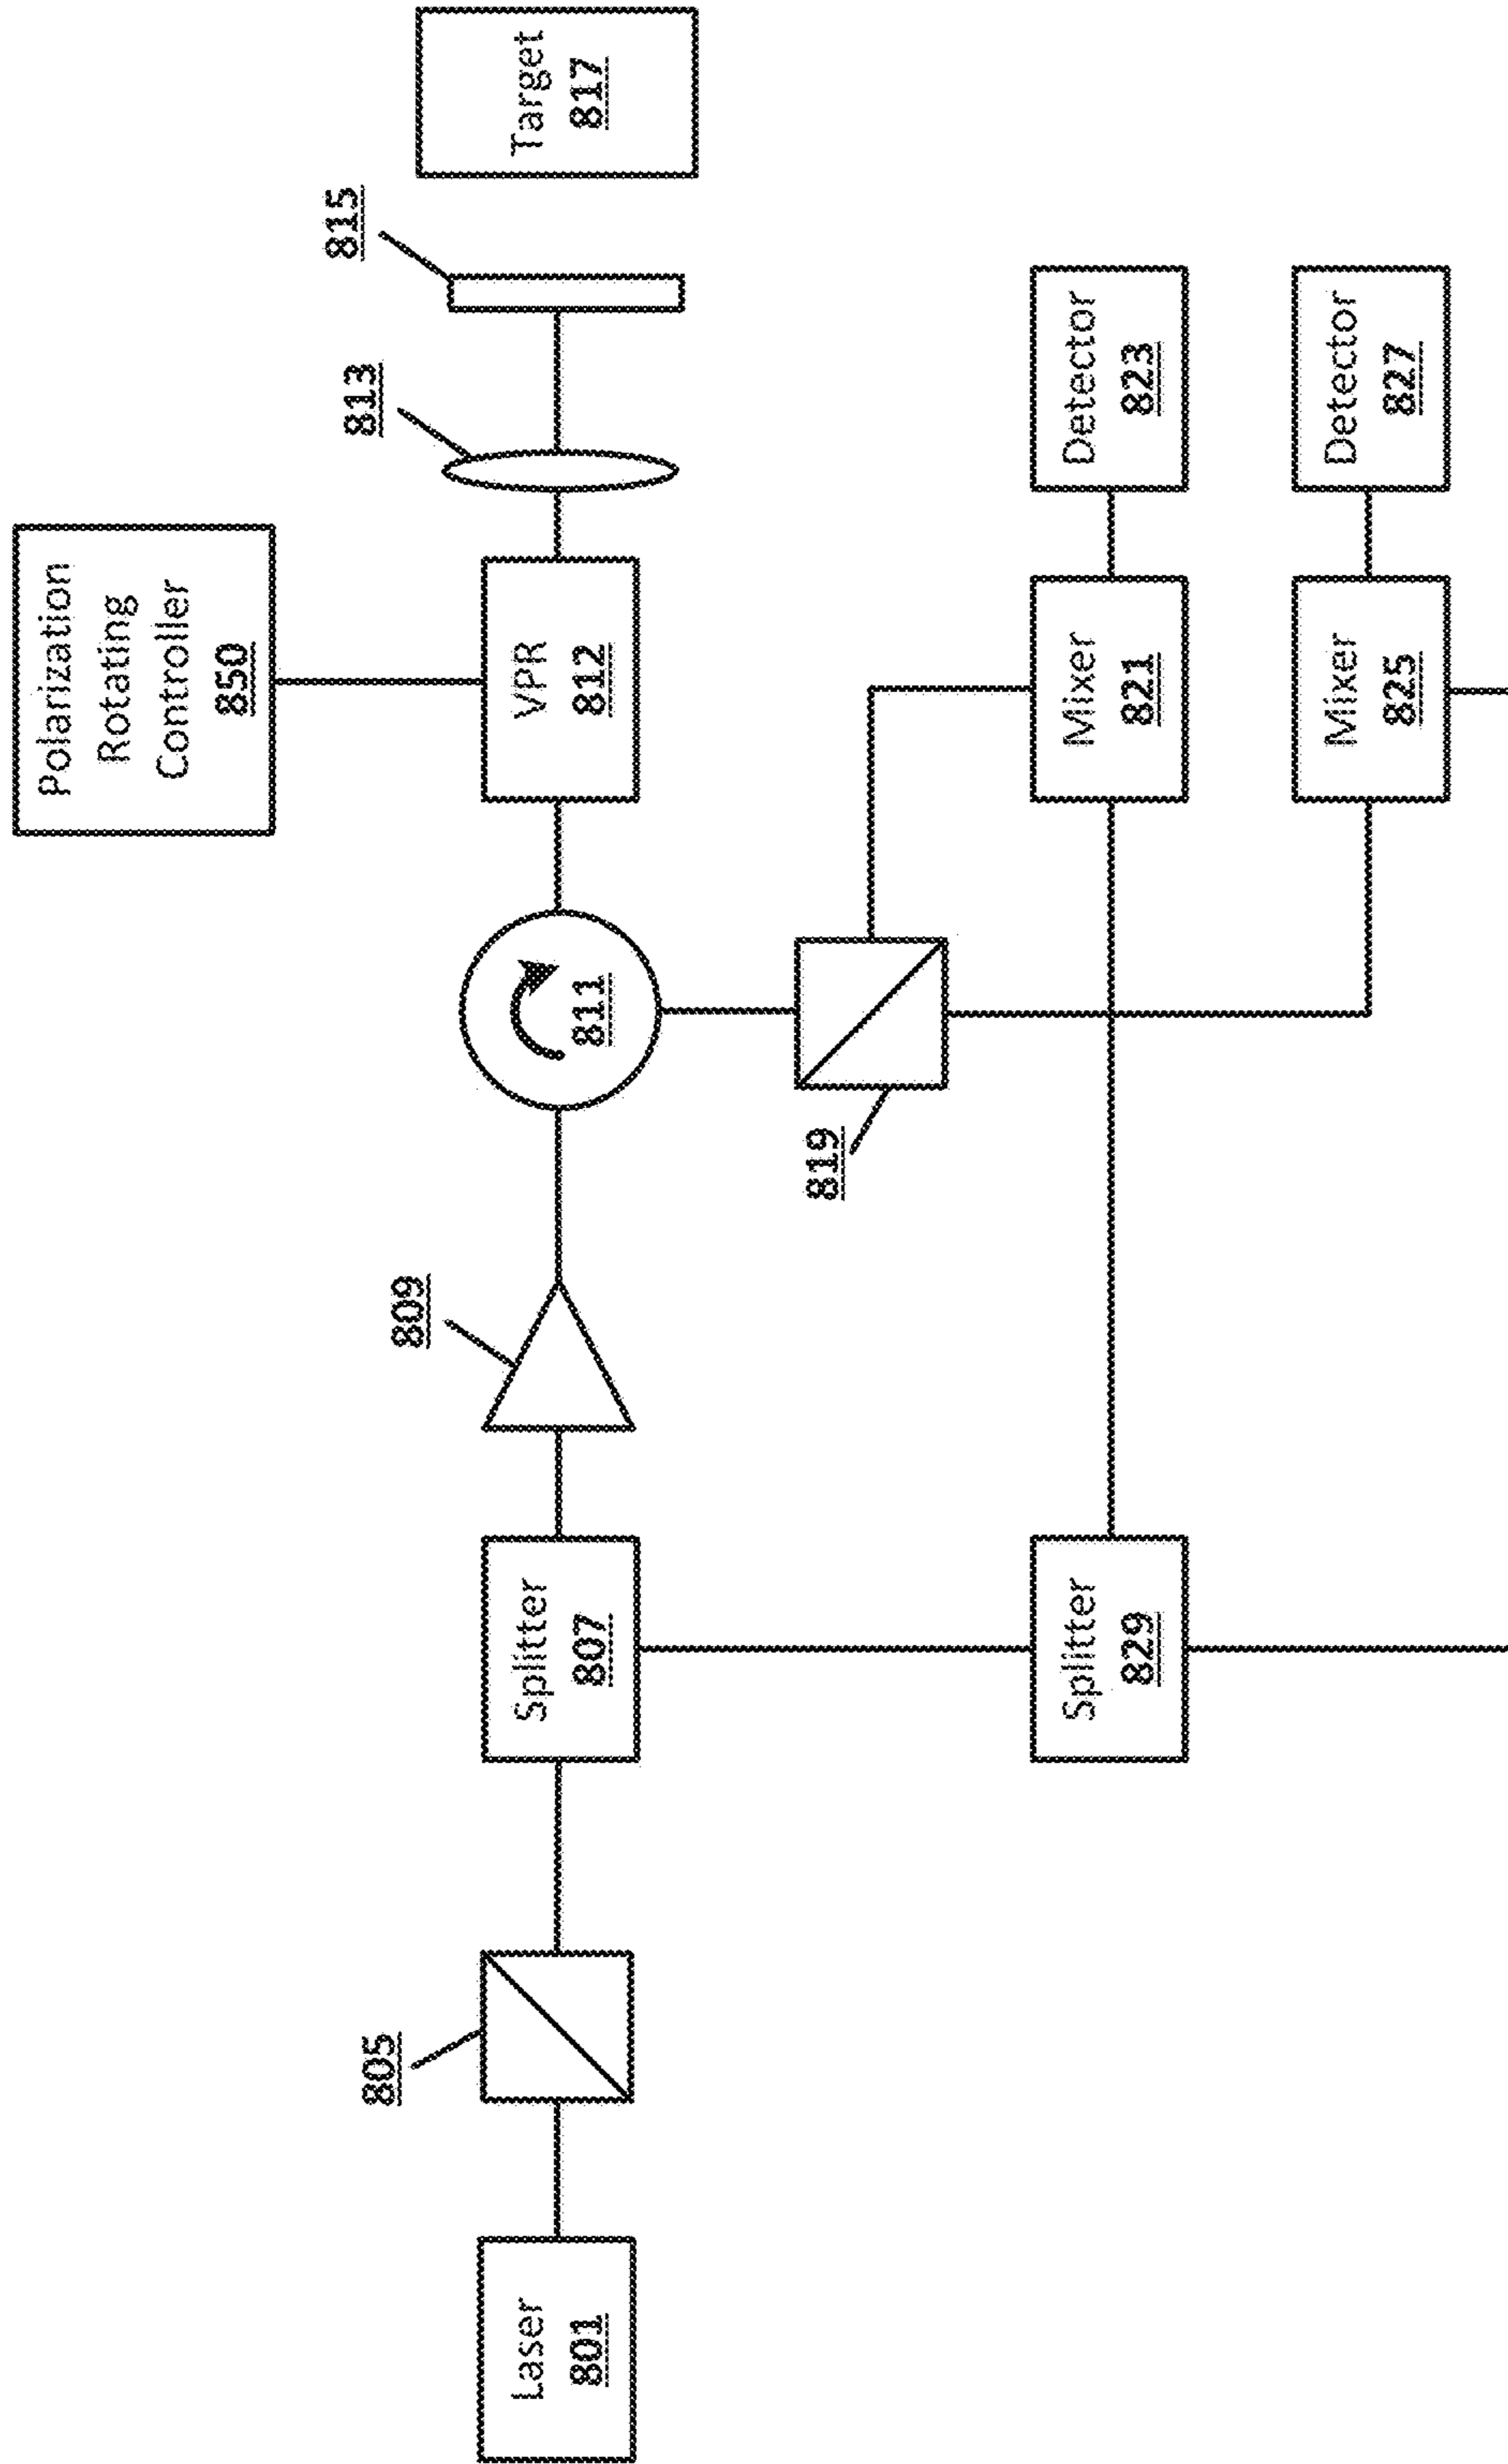 Polarization
Rotating
Controller
850
815
813
Target
817
VPR
812
811
809
Splitter
807
805
Laser
801
819
Mixer
821
Detector
823
Splitter
829
Mixer
825
Detector
827